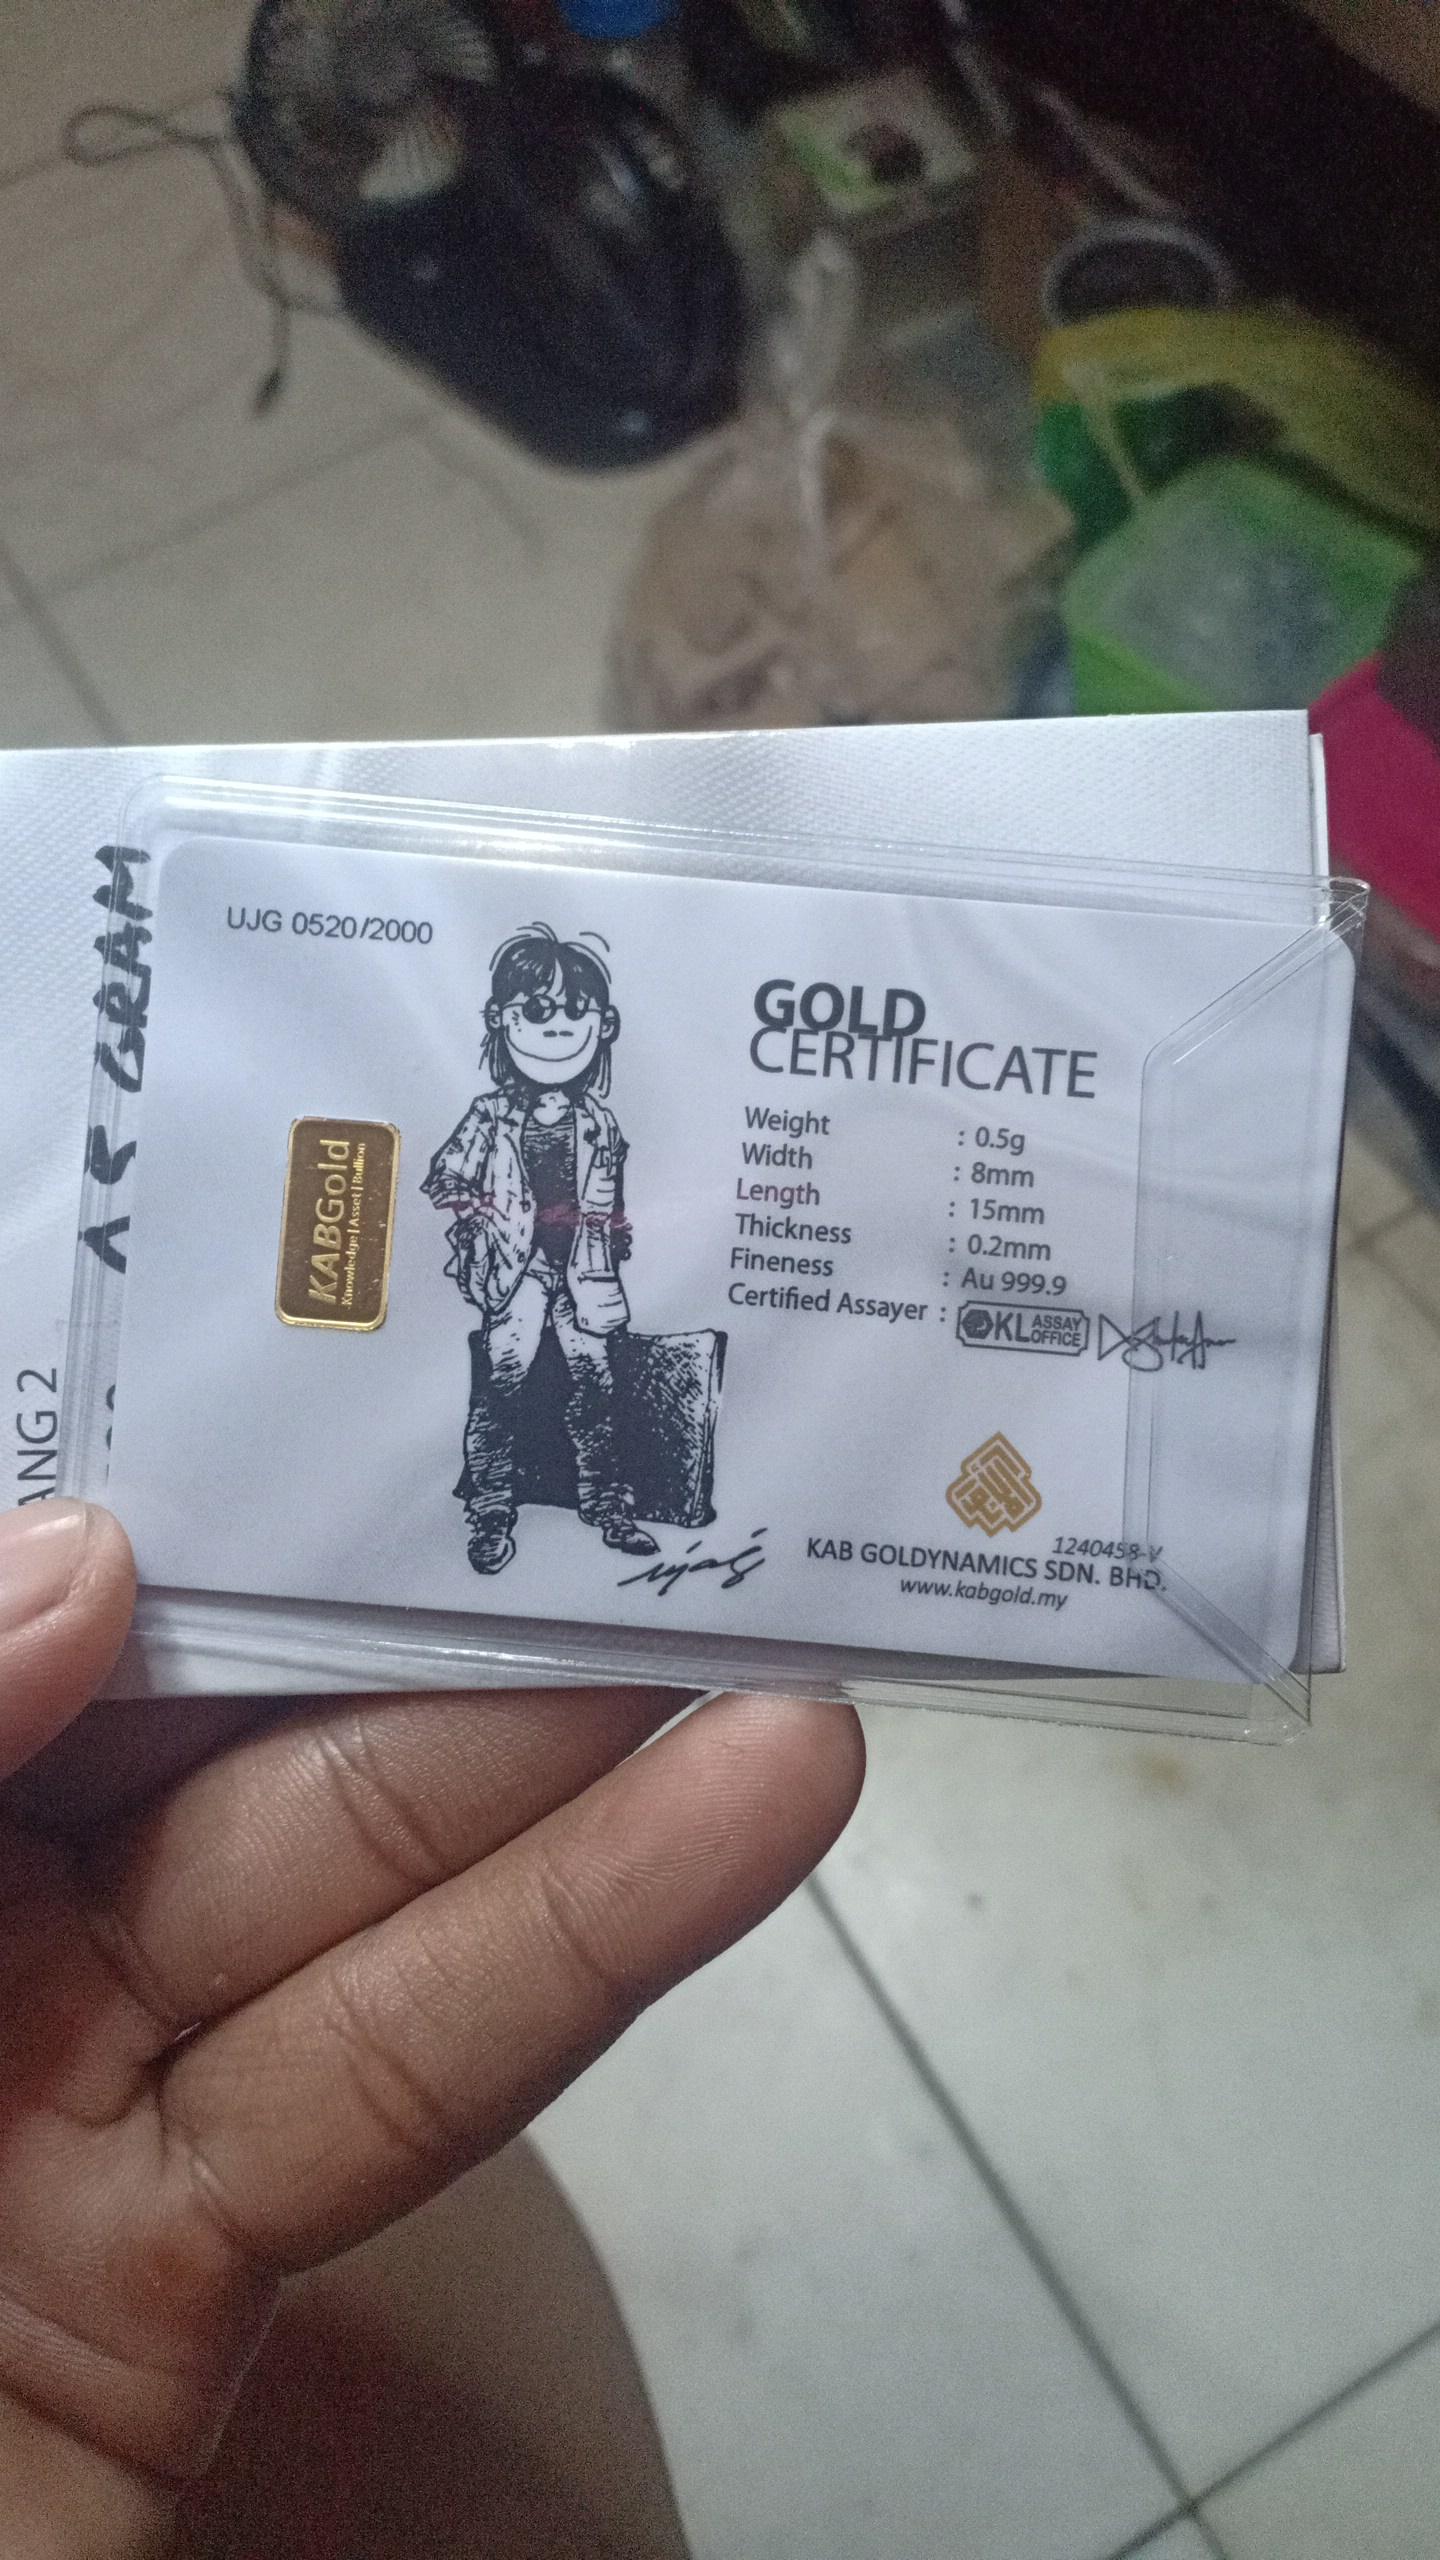 UJG 0520/2000
GOLD
CERTIFICATE
Weight : 0.5g
Width : 8mm
Length : 15mm
Thickness : 0.2mm
Fineness : Au 999.9
Certified Assayer :
KL ASSAY
OFFICE
KABGold
Knowledge | Asset | Bullion
1240458-V
KAB GOLDYNAMICS SDN. BHD.
www.kabgold.my
GRAM
ANG 2